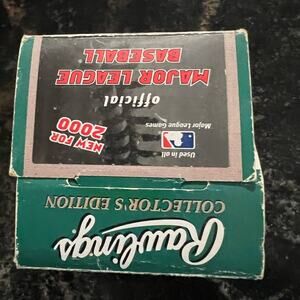 Rawlings
COLLECTOR'S EDITION
Used in all
Major League Games
NEW FOR
2000
official
MAJOR LEAGUE
BASEBALL